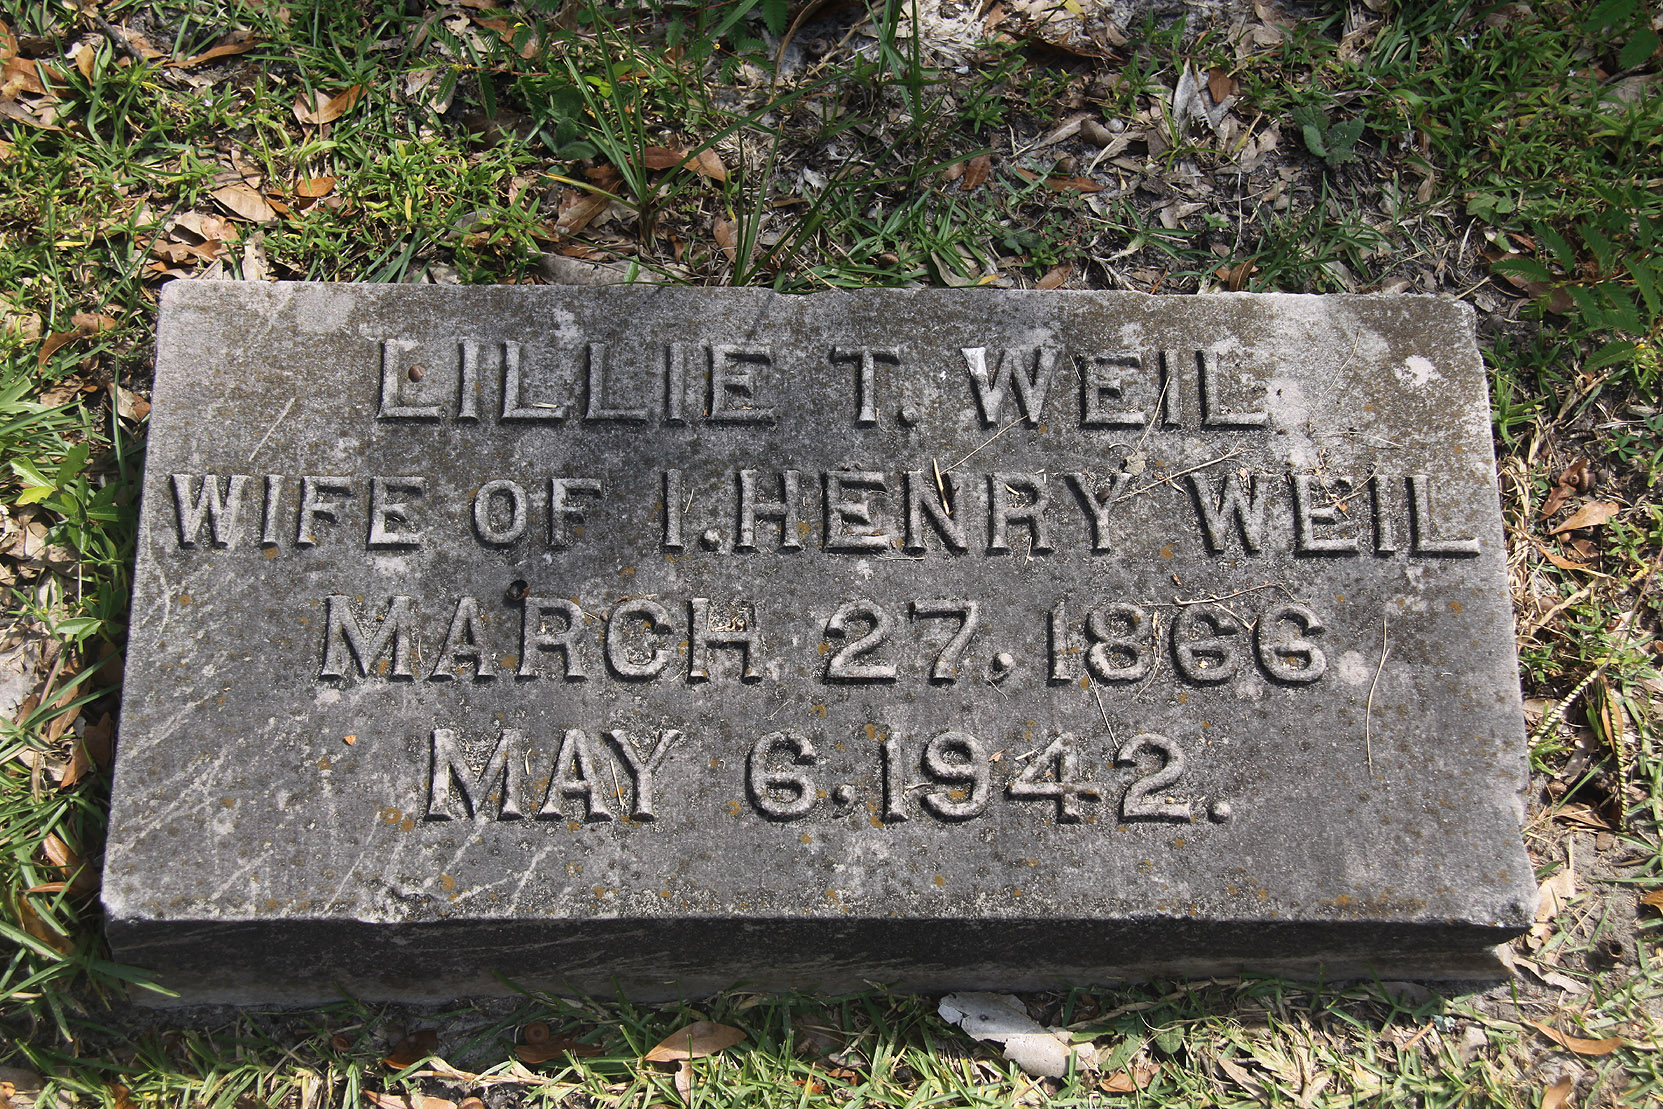 LILLIE T. WEIL
WIFE OF I. HENRY WEIL
MARCH 27, 1866
MAY 6, 1942.